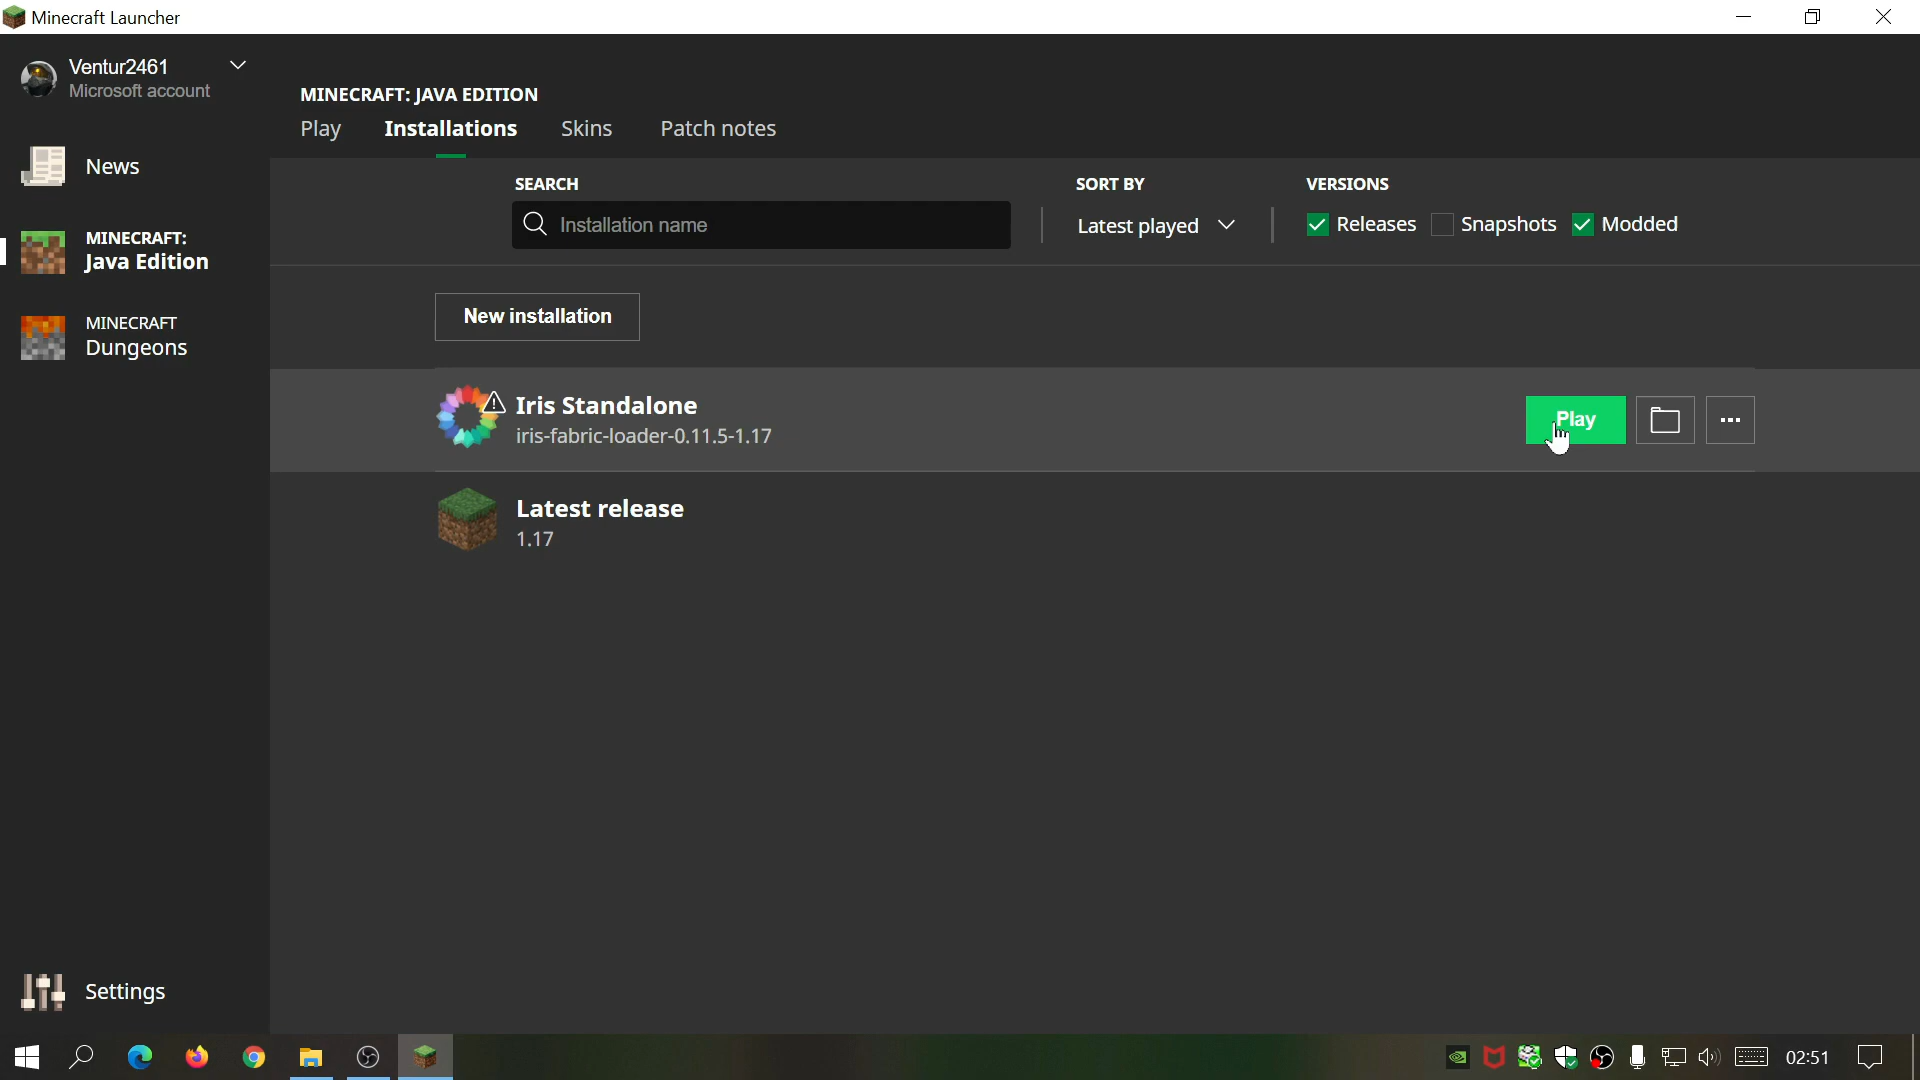 Minecraft Launcher
Ventur2461
Microsoft account
News
MINECRAFT:
Java Edition
MINECRAFT
Dungeons
Settings
MINECRAFT: JAVA EDITION
Play Installations Skins Patch notes
SEARCH SORT BY VERSIONS
Installation name Latest played Releases Snapshots Modded
New installation
Iris Standalone
iris-fabric-loader-0.11.5-1.17
Play
Latest release
1.17
02:51